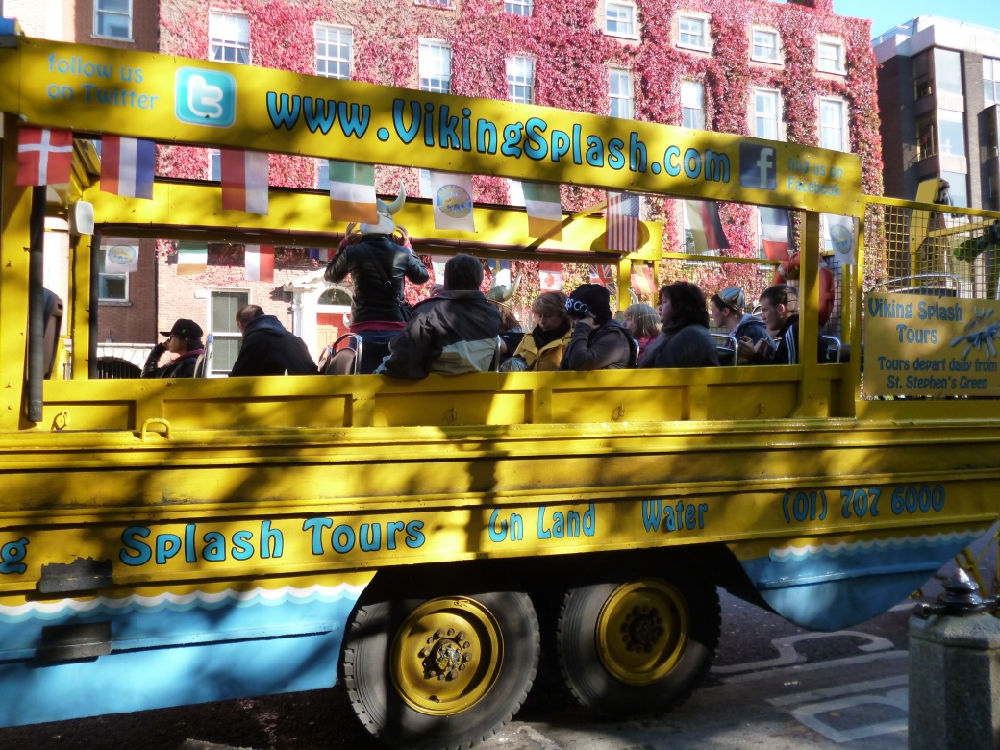 follow us
on Twitter
www.VikingSplash.com
find us on
Facebook
Viking Splash
Tours
Tours depart daily from
St. Stephen's Green
g Splash Tours On Land Water (01) 707 6000